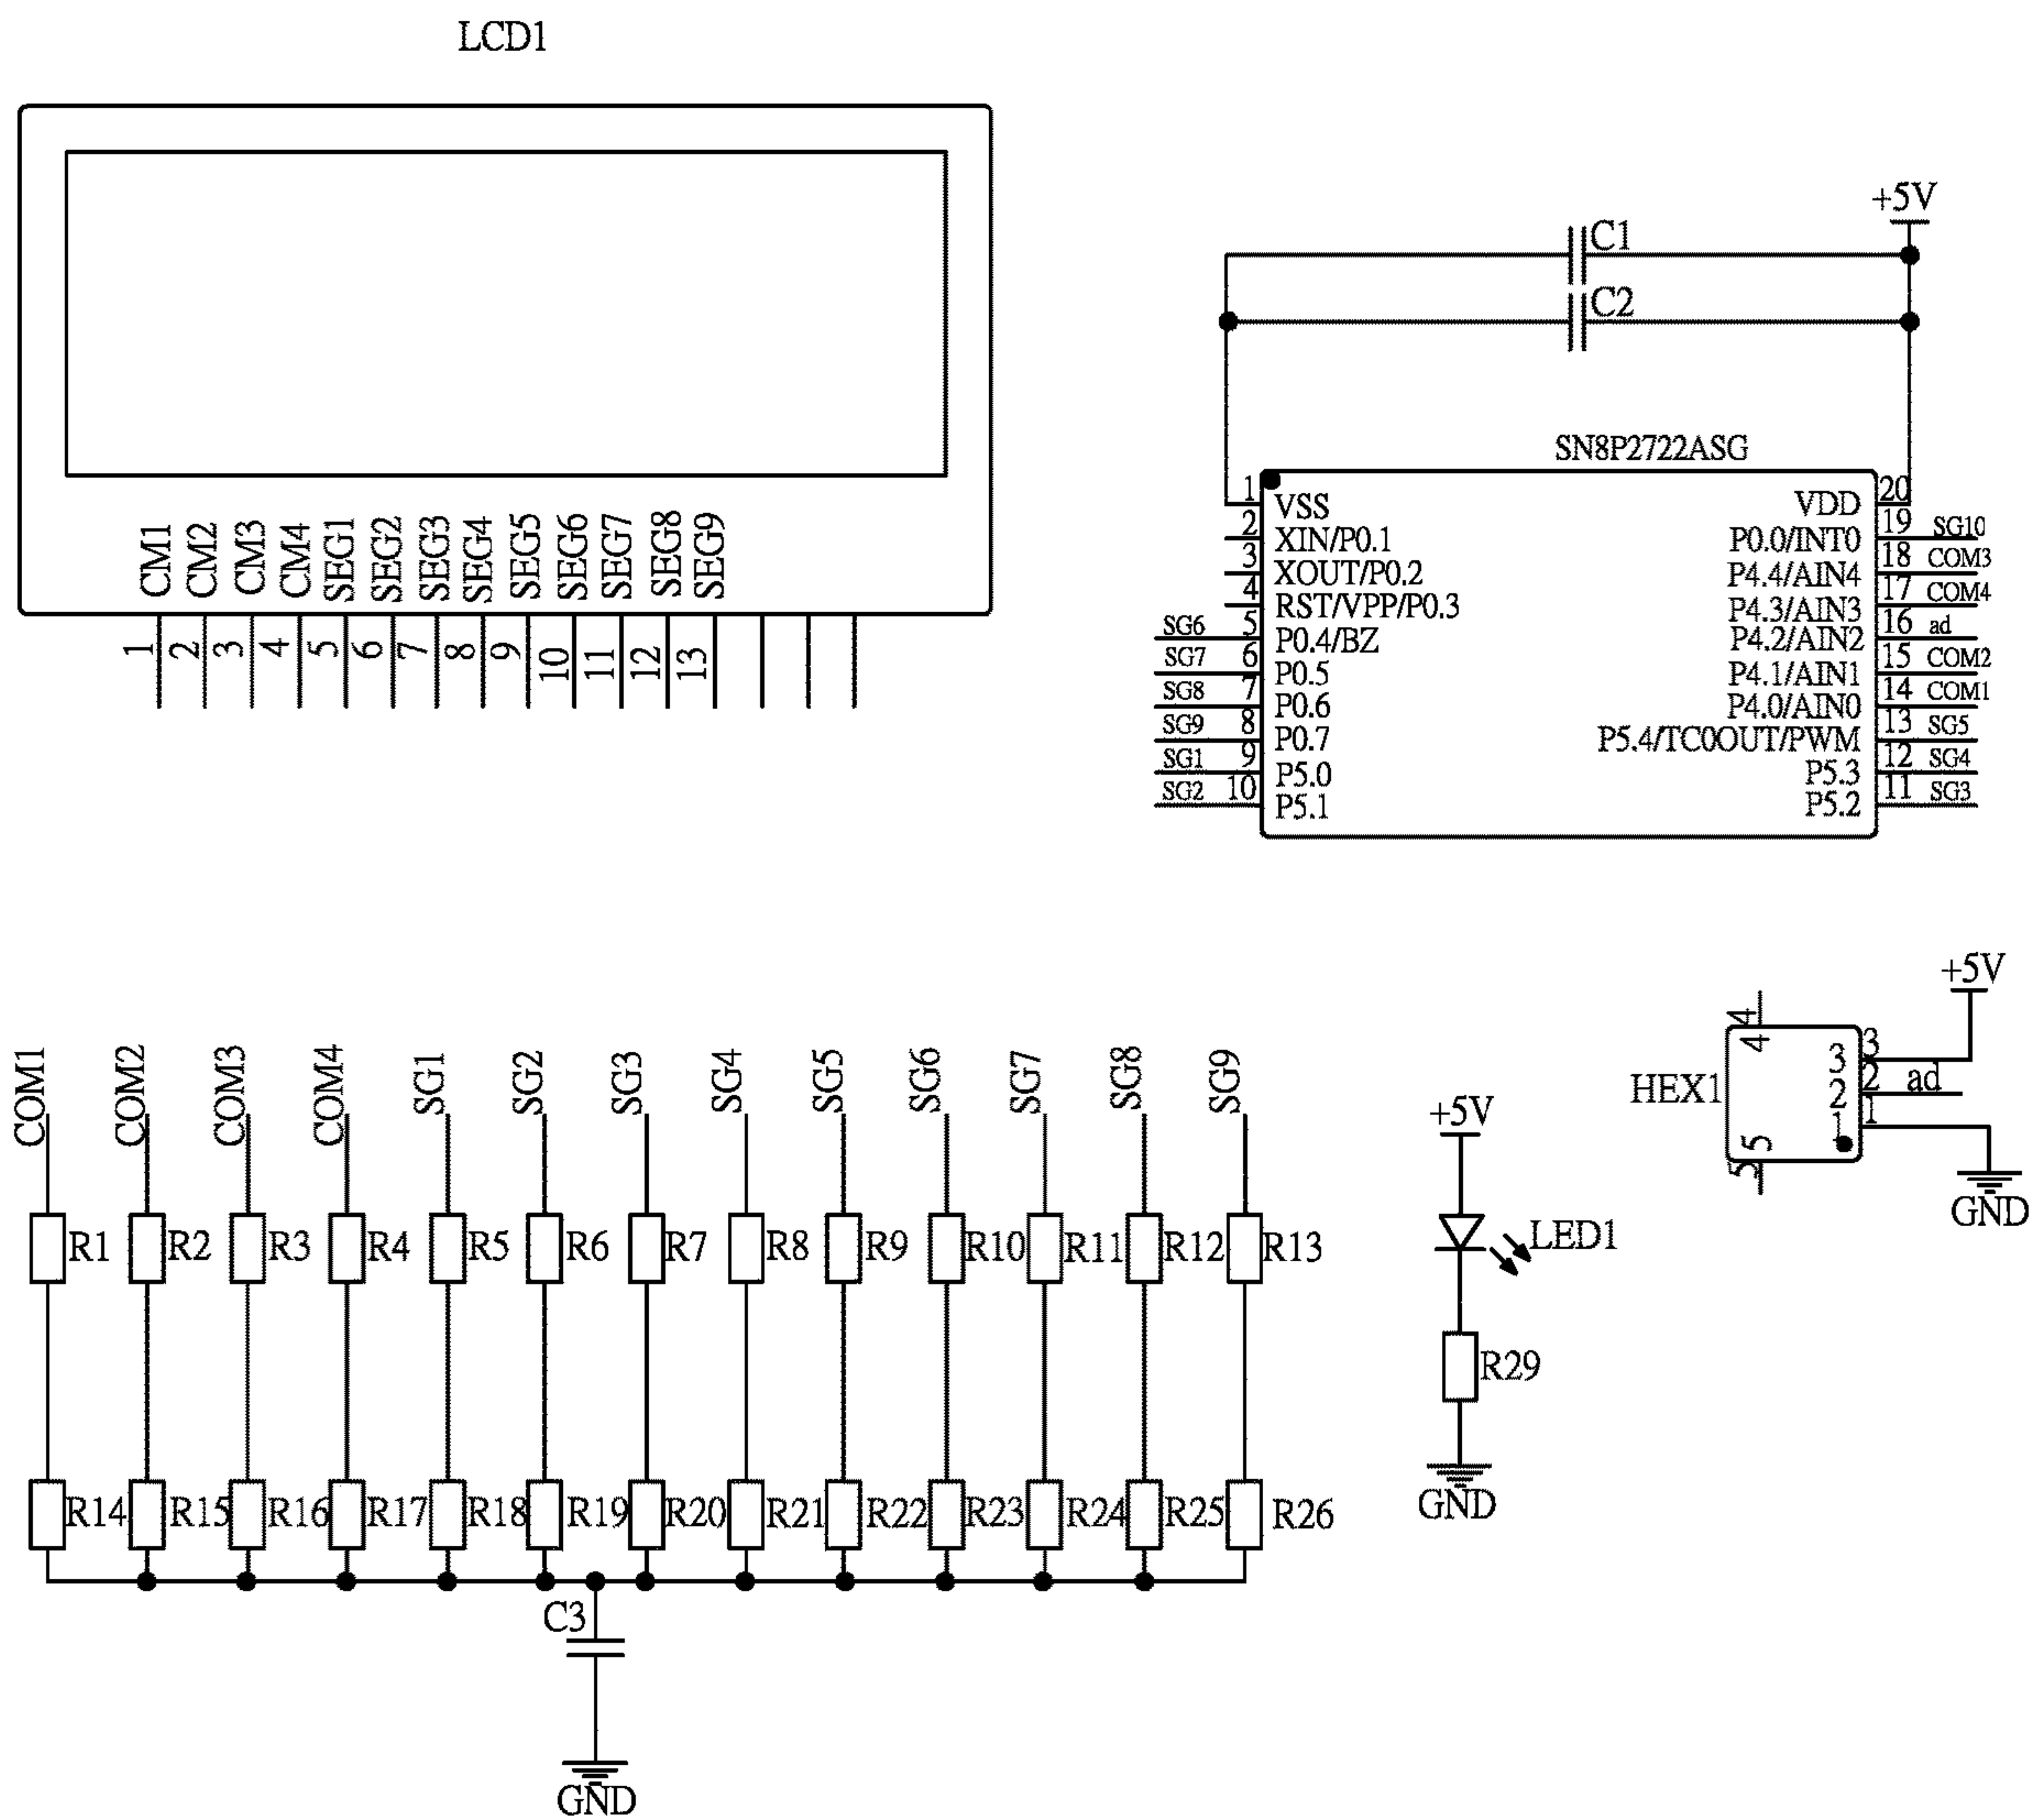 LCD1
CM1 CM2 CM3 CM4 SEG1 SEG2 SEG3 SEG4 SEG5 SEG6 SEG7 SEG8 SEG9
1 2 3 4 5 6 7 8 9 10 11 12 13
+5V
C1
C2
SN8P2722ASG
1 VSS VDD 20
2 XIN/P0.1 P0.0/INT0 19 SG10
3 XOUT/P0.2 P4.4/AIN4 18 COM3
4 RST/VPP/P0.3 P4.3/AIN3 17 COM4
SG6 5 P0.4/BZ P4.2/AIN2 16 ad
SG7 6 P0.5 P4.1/AIN1 15 COM2
SG8 7 P0.6 P4.0/AIN0 14 COM1
SG9 8 P0.7 P5.4/TC0OUT/PWM 13 SG5
SG1 9 P5.0 P5.3 12 SG4
SG2 10 P5.1 P5.2 11 SG3
COM1 COM2 COM3 COM4 SG1 SG2 SG3 SG4 SG5 SG6 SG7 SG8 SG9
R1 R2 R3 R4 R5 R6 R7 R8 R9 R10 R11 R12 R13
R14 R15 R16 R17 R18 R19 R20 R21 R22 R23 R24 R25 R26
C3
GND
+5V
LED1
R29
GND
+5V
4 4
3 3
HEX1 2 2 ad
1 1
5 5
GND